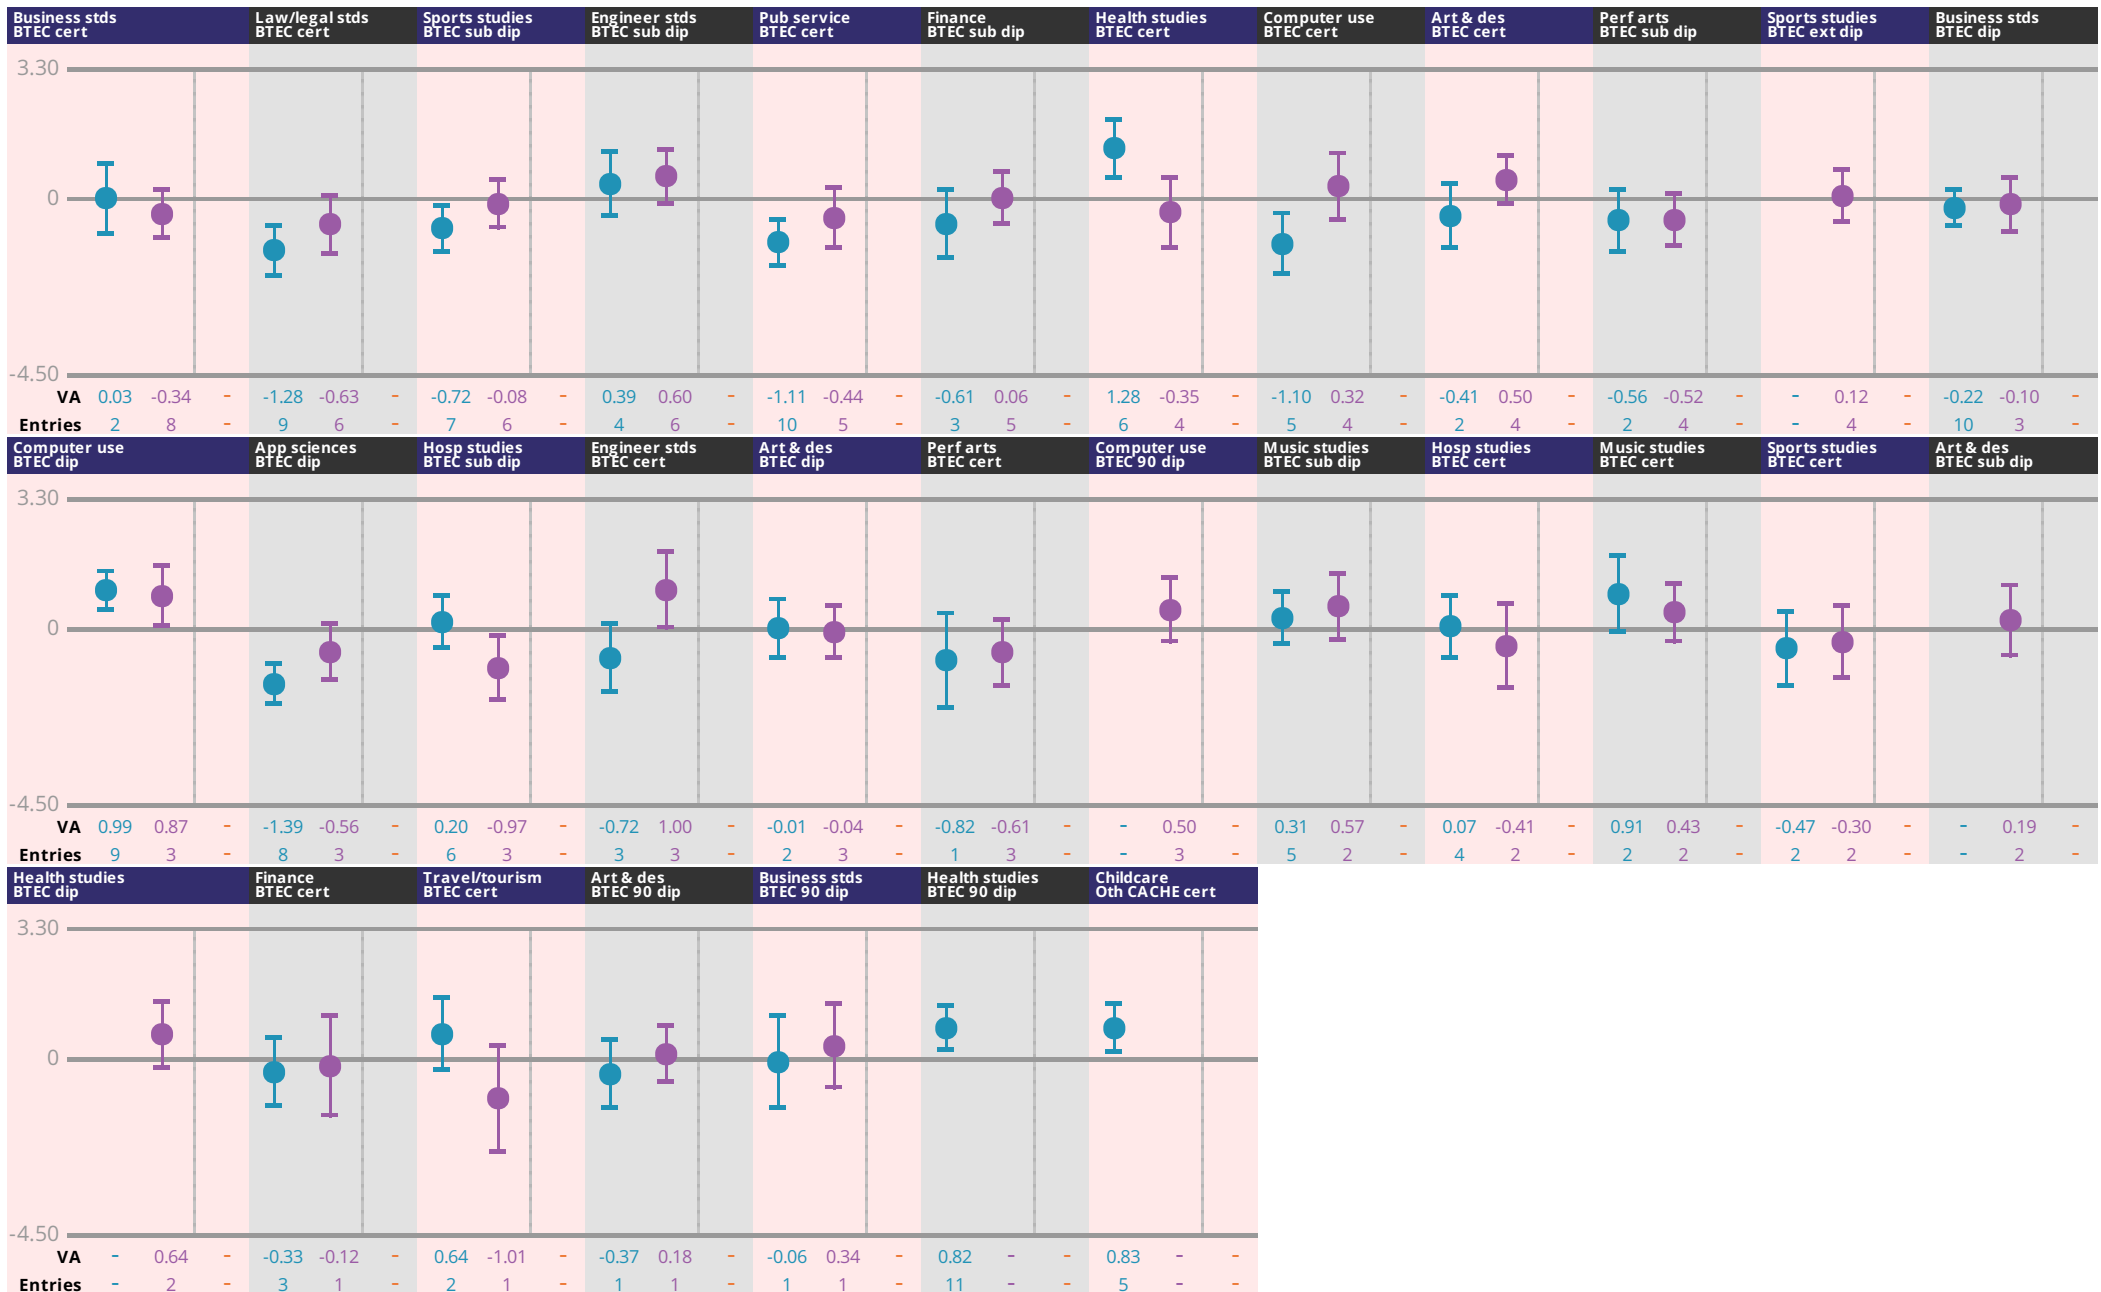 Business stds Law/legal stds Sports studies Engineer stds Pub service Finance Health studies Computer use Art & des Perf arts Sports studies Business stds
BTEC cert BTEC cert BTEC sub dip BTEC sub dip BTEC cert BTEC sub dip BTEC cert BTEC cert BTEC cert BTEC sub dip BTEC ext dip BTEC dip
3.30
0
-4.50
VA 0.03 -0.34 - -1.28 -0.63 - -0.72 -0.08 - 0.39 0.60 - -1.11 -0.44 - -0.61 0.06 - 1.28 -0.35 - -1.10 0.32 - -0.41 0.50 - -0.56 -0.52 - - 0.12 - -0.22 -0.10 -
Entries 2 8 - 9 6 - 7 6 - 4 6 - 10 5 - 3 5 - 6 4 - 5 4 - 2 4 - 2 4 - - 4 - 10 3 -
Computer use App sciences Hosp studies Engineer stds Art & des Perf arts Computer use Music studies Hosp studies Music studies Sports studies Art & des
BTEC dip BTEC dip BTEC sub dip BTEC cert BTEC dip BTEC cert BTEC 90 dip BTEC sub dip BTEC cert BTEC cert BTEC cert BTEC sub dip
3.30
0
-4.50
VA 0.99 0.87 - -1.39 -0.56 - 0.20 -0.97 - -0.72 1.00 - -0.01 -0.04 - -0.82 -0.61 - - 0.50 - 0.31 0.57 - 0.07 -0.41 - 0.91 0.43 - -0.47 -0.30 - - 0.19 -
Entries 9 3 - 8 3 - 6 3 - 3 3 - 2 3 - 1 3 - - 3 - 5 2 - 4 2 - 2 2 - 2 2 - - 2 -
Health studies Finance Travel/tourism Art & des Business stds Health studies Childcare
BTEC dip BTEC cert BTEC cert BTEC 90 dip BTEC 90 dip BTEC 90 dip Oth CACHE cert
3.30
0
-4.50
VA - 0.64 - -0.33 -0.12 - 0.64 -1.01 - -0.37 0.18 - -0.06 0.34 - 0.82 - - 0.83 - -
Entries - 2 - 3 1 - 2 1 - 1 1 - 1 1 - 11 - - 5 - -